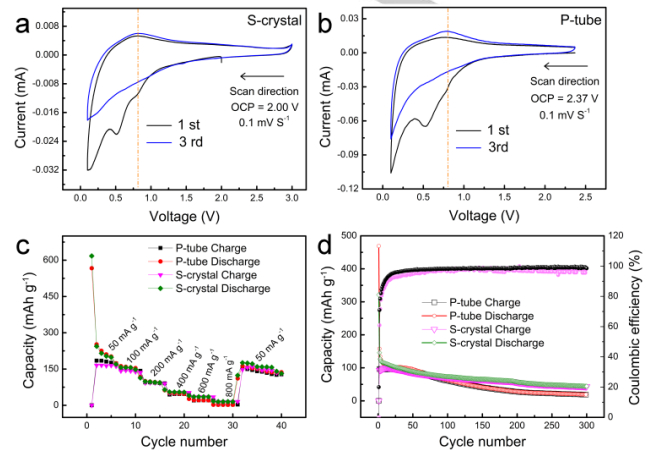 a
S-crystal
0.008
0.000
-0.008
-0.016
-0.024
-0.032
Current (mA)
Scan direction
OCP = 2.00 V
0.1 mV S⁻¹
1 st
3 rd
0.0
0.5
1.0
1.5
2.0
2.5
3.0
Voltage (V)
b
P-tube
0.03
0.00
-0.03
-0.06
-0.09
-0.12
Current (mA)
Scan direction
OCP = 2.37 V
0.1 mV S⁻¹
1 st
3rd
0.0
0.5
1.0
1.5
2.0
2.5
Voltage (V)
c
P-tube Charge
P-tube Discharge
S-crystal Charge
S-crystal Discharge
600
450
300
150
0
Capacity (mAh g⁻¹)
50 mA g⁻¹
100 mA g⁻¹
200 mA g⁻¹
400 mA g⁻¹
600 mA g⁻¹
800 mA g⁻¹
50 mA g⁻¹
0
10
20
30
40
Cycle number
d
500
400
300
200
100
0
Capacity (mAh g⁻¹)
P-tube Charge
P-tube Discharge
S-crystal Charge
S-crystal Discharge
120
100
80
60
40
20
0
Coulombic efficiency (%)
0
50
100
150
200
250
300
Cycle number